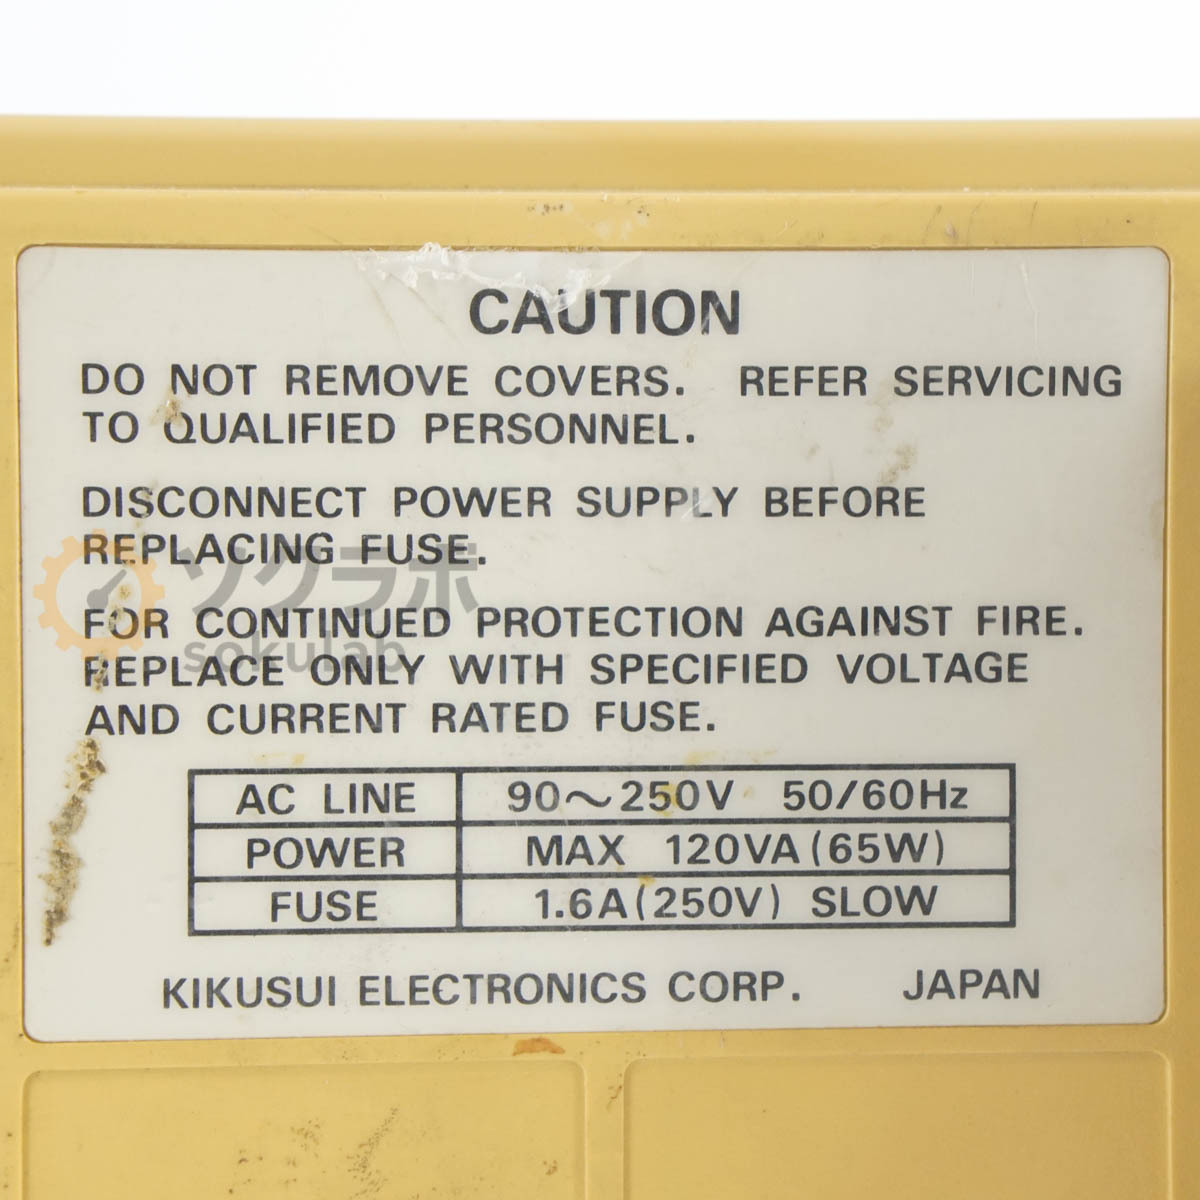 CAUTION
DO NOT REMOVE COVERS. REFER SERVICING
TO QUALIFIED PERSONNEL.
DISCONNECT POWER SUPPLY BEFORE
REPLACING FUSE.
ソクラボ
sokulab
FOR CONTINUED PROTECTION AGAINST FIRE.
REPLACE ONLY WITH SPECIFIED VOLTAGE
AND CURRENT RATED FUSE.
AC LINE 90～250V 50/60Hz
POWER MAX 120VA (65W)
FUSE 1.6A (250V) SLOW
KIKUSUI ELECTRONICS CORP. JAPAN